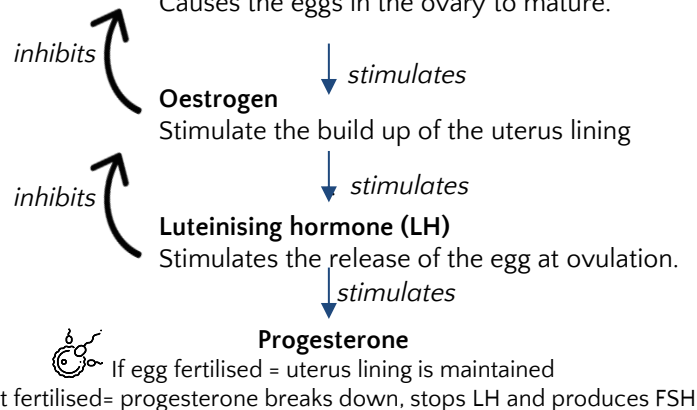 Causes the eggs in the ovary to mature.
inhibits
stimulates
Oestrogen
Stimulate the build up of the uterus lining
stimulates
inhibits
Luteinising hormone (LH)
Stimulates the release of the egg at ovulation.
stimulates
Progesterone
If egg fertilised = uterus lining is maintained
t fertilised= progesterone breaks down, stops LH and produces FSH